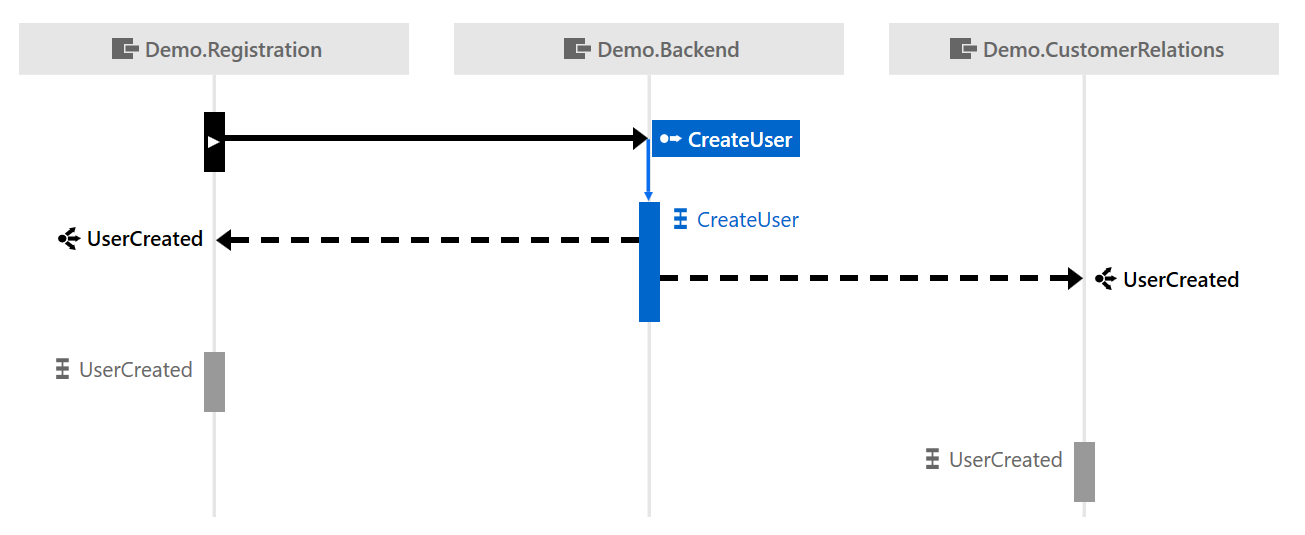 Demo.Registration
Demo.Backend
Demo.CustomerRelations
CreateUser
CreateUser
UserCreated
UserCreated
UserCreated
UserCreated